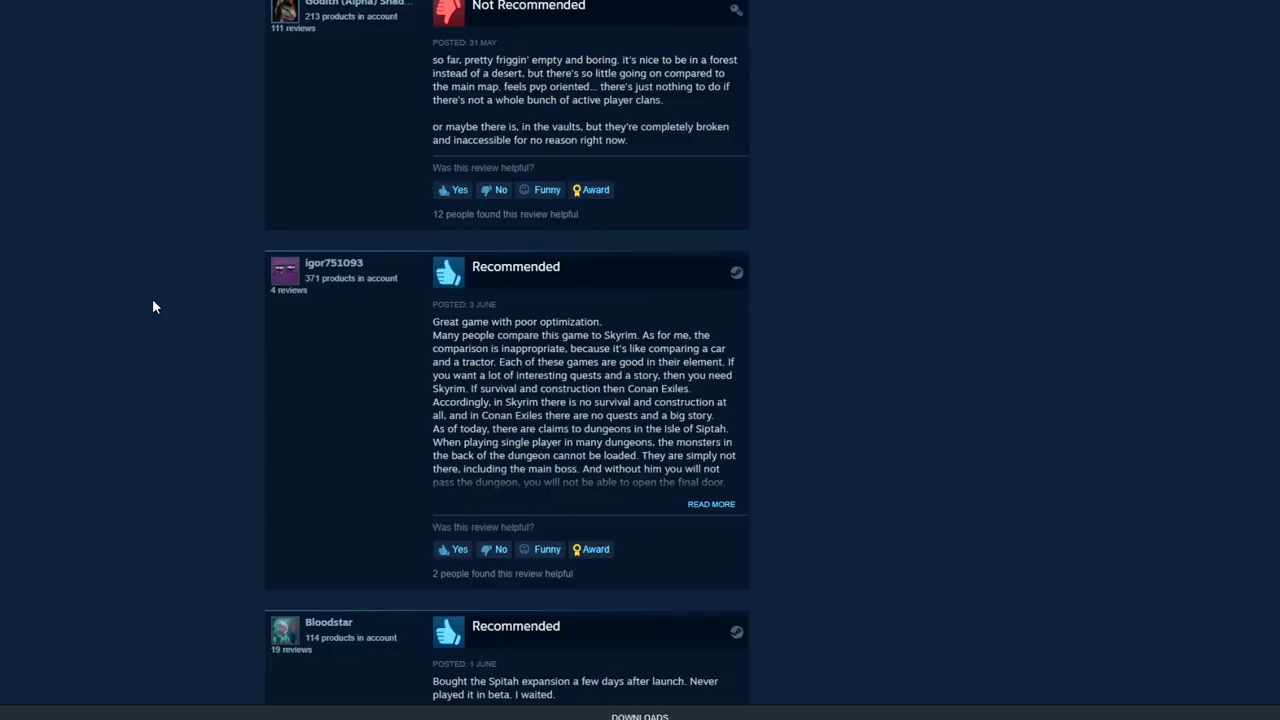 Godith (Alpha) Shad...
213 products in account
111 reviews
Not Recommended
POSTED: 31 MAY
so far, pretty friggin' empty and boring. it's nice to be in a forest
instead of a desert, but there's so little going on compared to
the main map. feels pvp oriented... there's just nothing to do if
there's not a whole bunch of active player clans.
or maybe there is, in the vaults, but they're completely broken
and inaccessible for no reason right now.
Was this review helpful?
Yes No Funny Award
12 people found this review helpful
igor751093
371 products in account
4 reviews
Recommended
POSTED: 3 JUNE
Great game with poor optimization.
Many people compare this game to Skyrim. As for me, the
comparison is inappropriate, because it's like comparing a car
and a tractor. Each of these games are good in their element. If
you want a lot of interesting quests and a story, then you need
Skyrim. If survival and construction then Conan Exiles.
Accordingly, in Skyrim there is no survival and construction at
all, and in Conan Exiles there are no quests and a big story.
As of today, there are claims to dungeons in the Isle of Siptah.
When playing single player in many dungeons, the monsters in
the back of the dungeon cannot be loaded. They are simply not
there, including the main boss. And without him you will not
pass the dungeon, you will not be able to open the final door.
READ MORE
Was this review helpful?
Yes No Funny Award
2 people found this review helpful
Bloodstar
114 products in account
19 reviews
Recommended
POSTED: 1 JUNE
Bought the Spitah expansion a few days after launch. Never
played it in beta. I waited.
DOWNLOADS